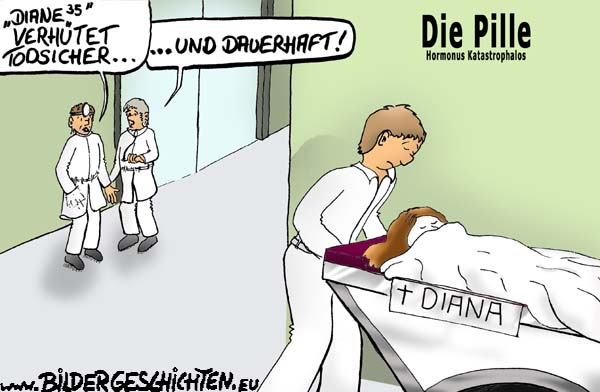 "DIANE 35"
VERHÜTET
TODSICHER...
...UND DAUERHAFT!
Die Pille
Hormonus Katastrophalos
† DIANA
www.BILDERGESCHICHTEN.EU